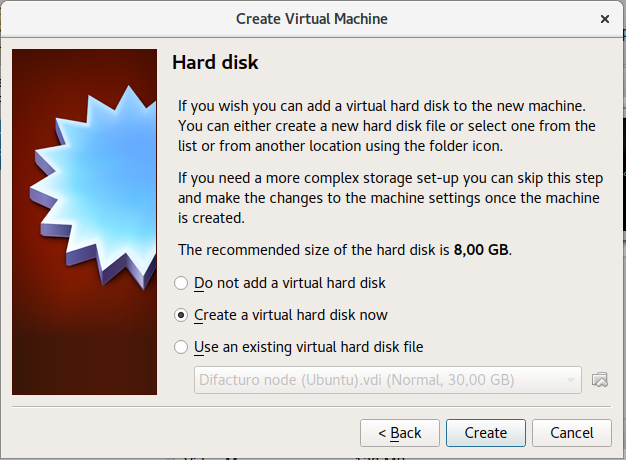 Create Virtual Machine
Hard disk
If you wish you can add a virtual hard disk to the new machine.
You can either create a new hard disk file or select one from the
list or from another location using the folder icon.
If you need a more complex storage set-up you can skip this step
and make the changes to the machine settings once the machine
is created.
The recommended size of the hard disk is 8,00 GB.
Do not add a virtual hard disk
Create a virtual hard disk now
Use an existing virtual hard disk file
Difacturo node (Ubuntu).vdi (Normal, 30,00 GB)
< Back
Create
Cancel